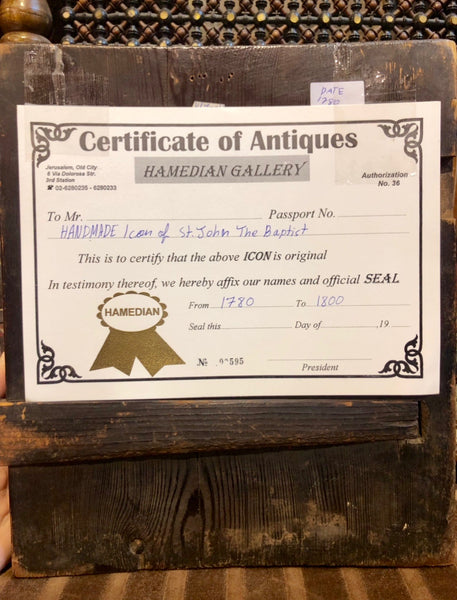 DATE
1780
Certificate of Antiques
Jerusalem, Old City
6 Via Dolorosa Str.
3rd Station
☎ 02-6280235 - 6280233
HAMEDIAN GALLERY
Authorization
No. 36
To Mr. Passport No.
HANDMADE Icon of St. John The Baptist
This is to certify that the above ICON is original
In testimony thereof, we hereby affix our names and official SEAL
From 1780 To 1800
HAMEDIAN
Seal this Day of ,19
№ 00595
President